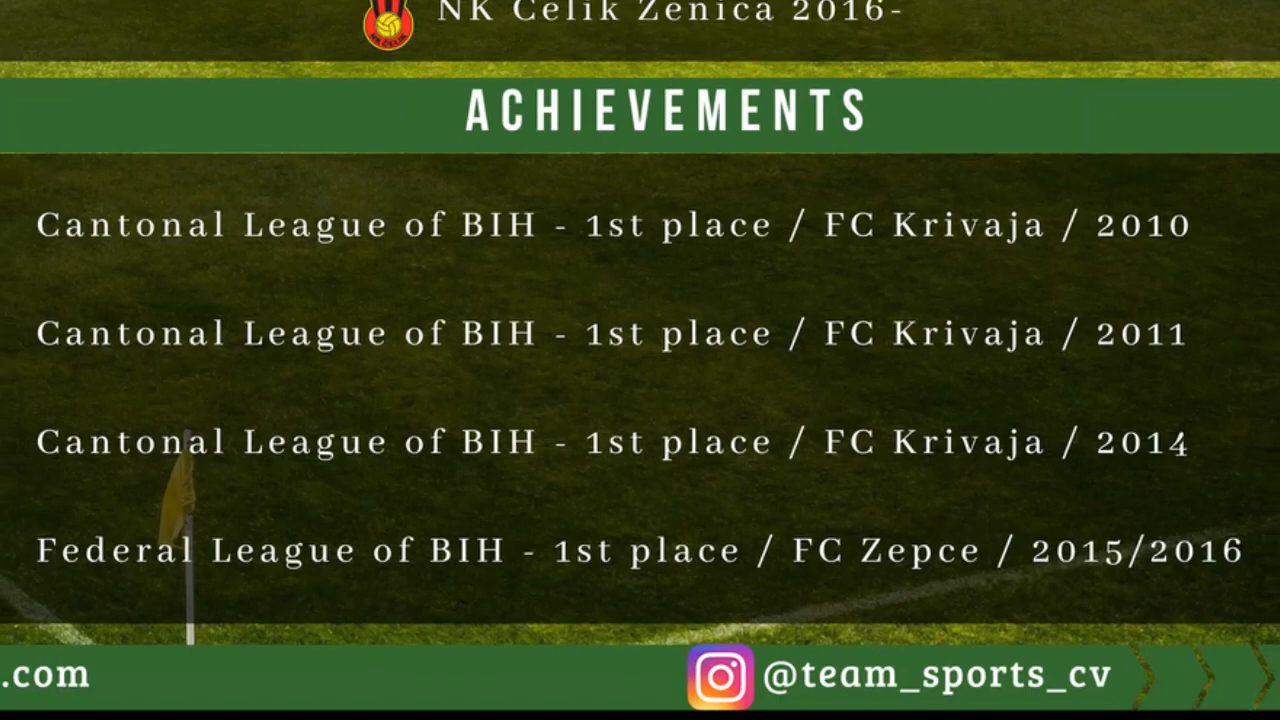 NK Celik Zenica 2016-
NK ČELIK
ACHIEVEMENTS
Cantonal League of BIH - 1st place / FC Krivaja / 2010
Cantonal League of BIH - 1st place / FC Krivaja / 2011
Cantonal League of BIH - 1st place / FC Krivaja / 2014
Federal League of BIH - 1st place / FC Zepce / 2015/2016
.com
@team_sports_cv